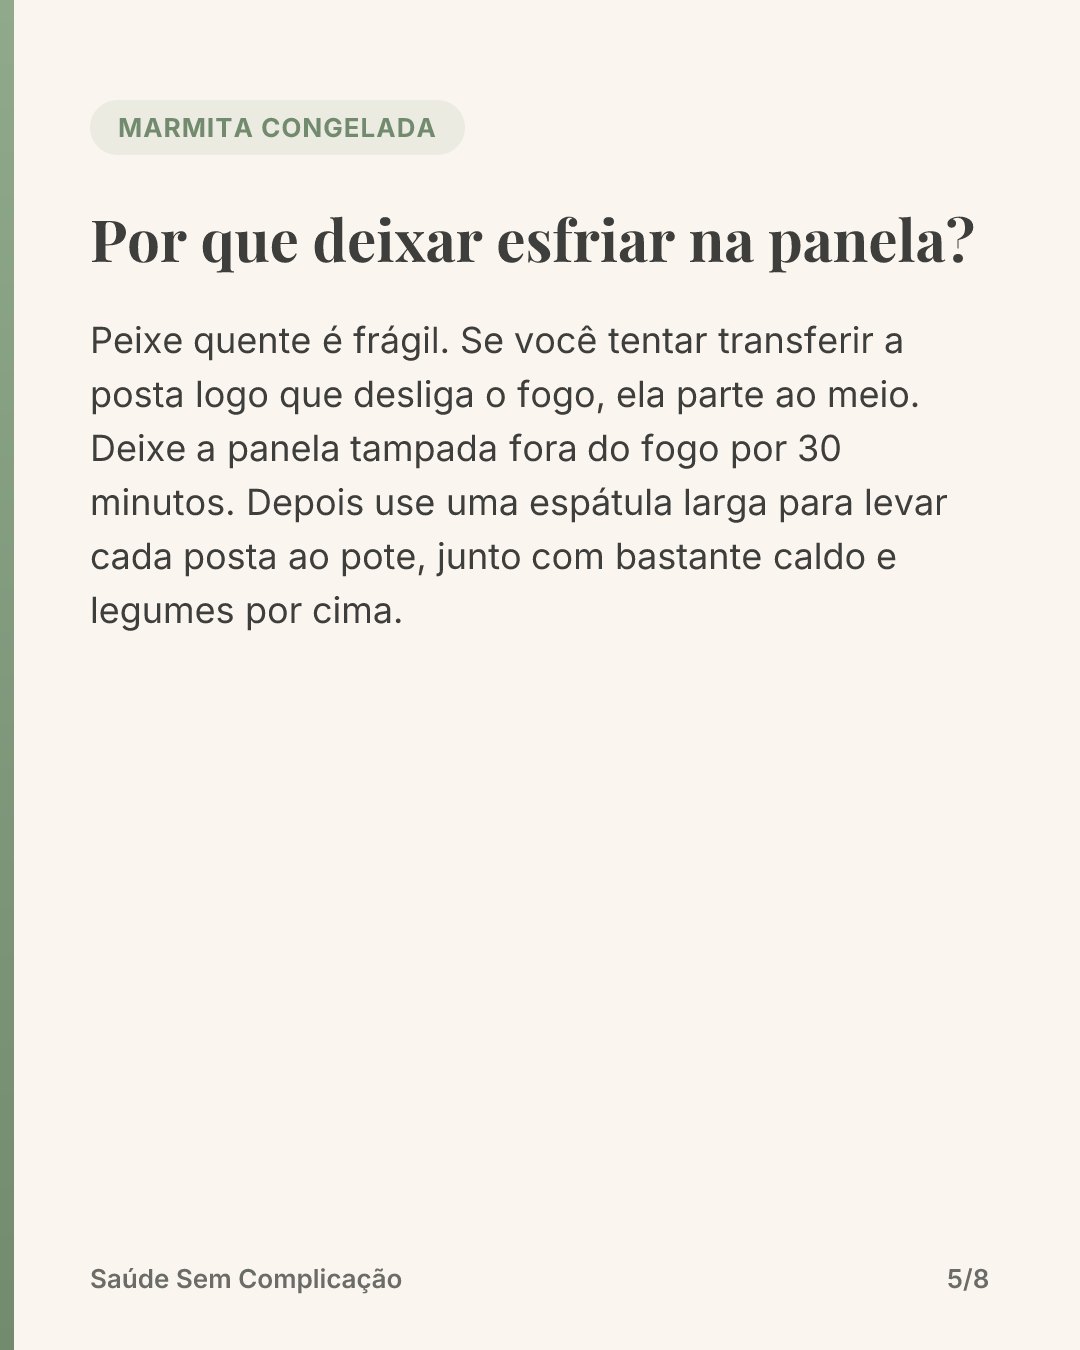 MARMITA CONGELADA
Por que deixar esfriar na panela?
Peixe quente é frágil. Se você tentar transferir a
posta logo que desliga o fogo, ela parte ao meio.
Deixe a panela tampada fora do fogo por 30
minutos. Depois use uma espátula larga para levar
cada posta ao pote, junto com bastante caldo e
legumes por cima.
Saúde Sem Complicação
5/8